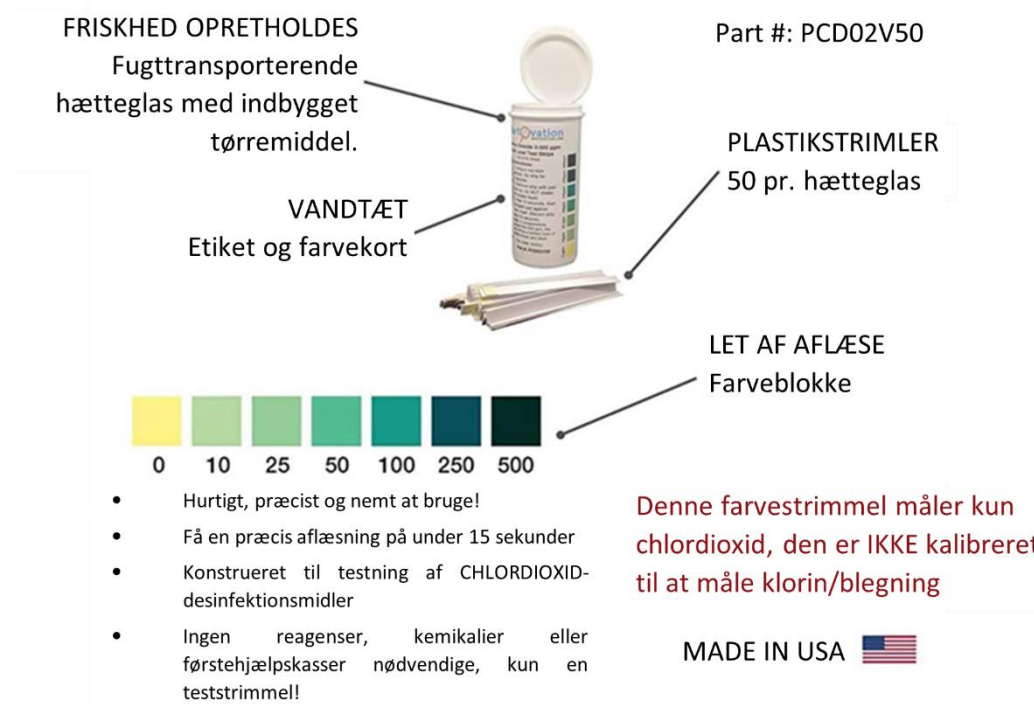 FRISKHED OPRETHOLDES
Fugttransporterende
hætteglas med indbygget
tørremiddel.
Part #: PCD02V50
PLASTIKSTRIMLER
50 pr. hætteglas
VANDTÆT
Etiket og farvekort
LET AF AFLÆSE
Farveblokke
0 10 25 50 100 250 500
• Hurtigt, præcist og nemt at bruge!
• Få en præcis aflæsning på under 15 sekunder
• Konstrueret til testning af CHLORDIOXID-
desinfektionsmidler
• Ingen reagenser, kemikalier eller
førstehjælpskasser nødvendige, kun en
teststrimmel!
Denne farvestrimmel måler kun
chlordioxid, den er IKKE kalibreret
til at måle klorin/blegning
MADE IN USA